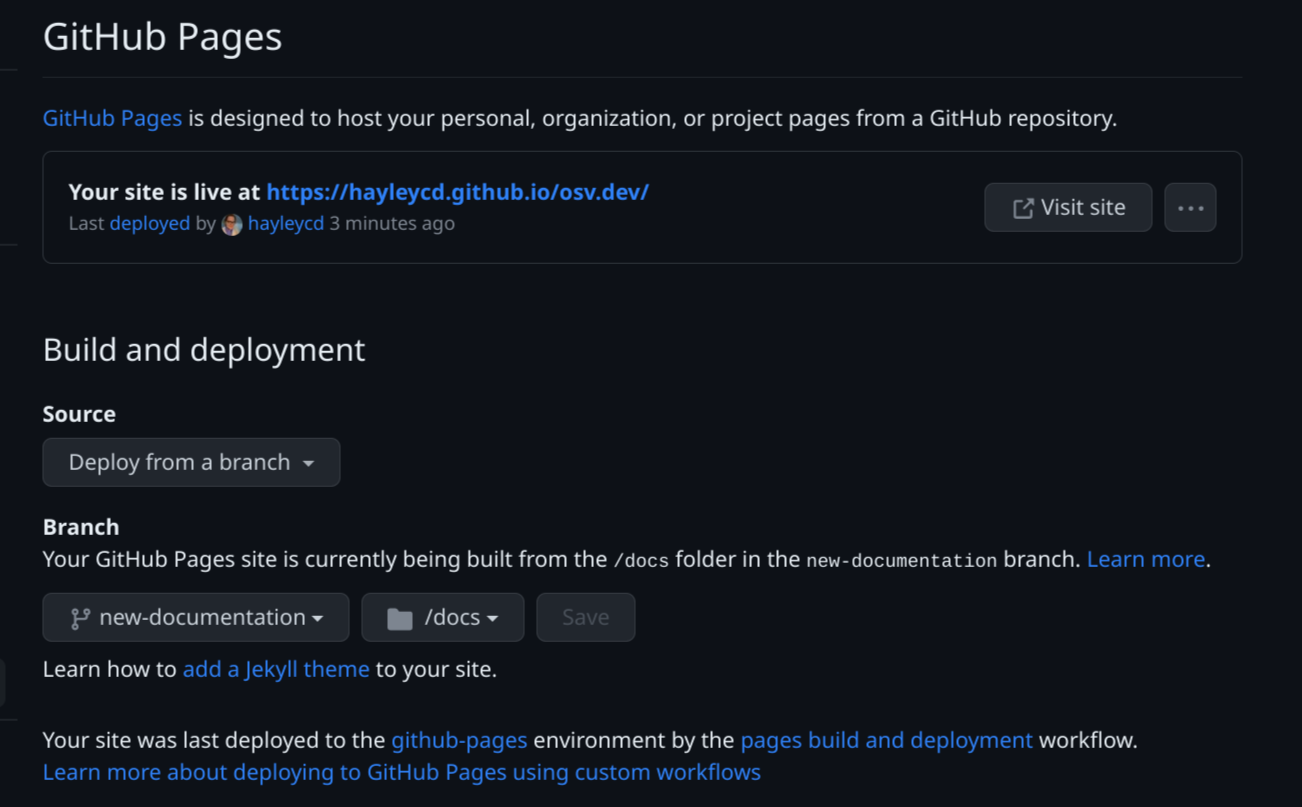 GitHub Pages
GitHub Pages is designed to host your personal, organization, or project pages from a GitHub repository.
Your site is live at https://hayleycd.github.io/osv.dev/
Last deployed by hayleycd 3 minutes ago
Visit site
Build and deployment
Source
Deploy from a branch
Branch
Your GitHub Pages site is currently being built from the /docs folder in the new-documentation branch. Learn more.
new-documentation /docs Save
Learn how to add a Jekyll theme to your site.
Your site was last deployed to the github-pages environment by the pages build and deployment workflow.
Learn more about deploying to GitHub Pages using custom workflows